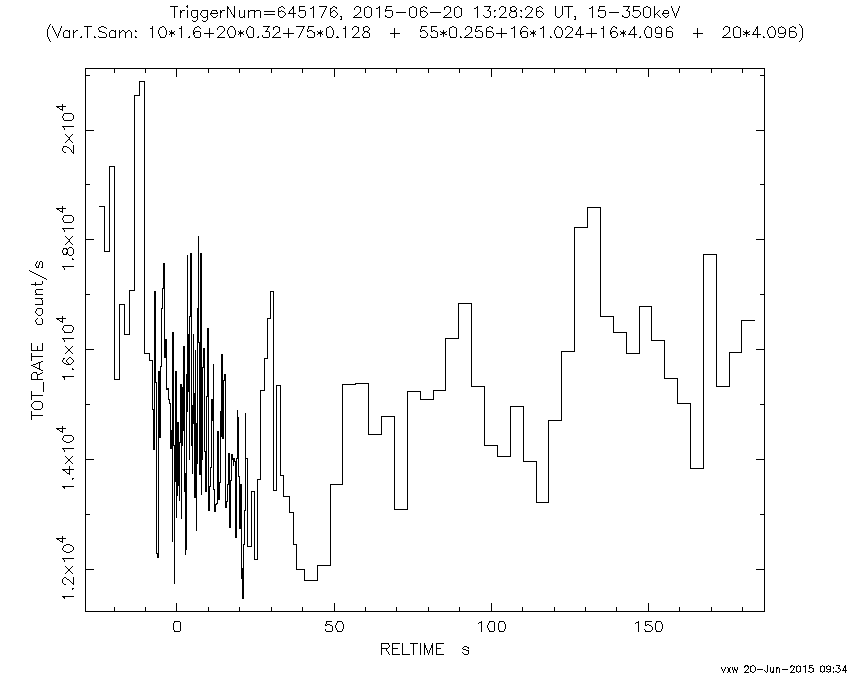 TriggerNum=645176, 2015-06-20 13:28:26 UT, 15-350keV
(Var.T.Sam: 10*1.6+20*0.32+75*0.128 + 55*0.256+16*1.024+16*4.096 + 20*4.096)
2×10⁴
1.8×10⁴
1.6×10⁴
1.4×10⁴
1.2×10⁴
TOT_RATE count/s
0 50 100 150
RELTIME s
vxw 20-Jun-2015 09:34